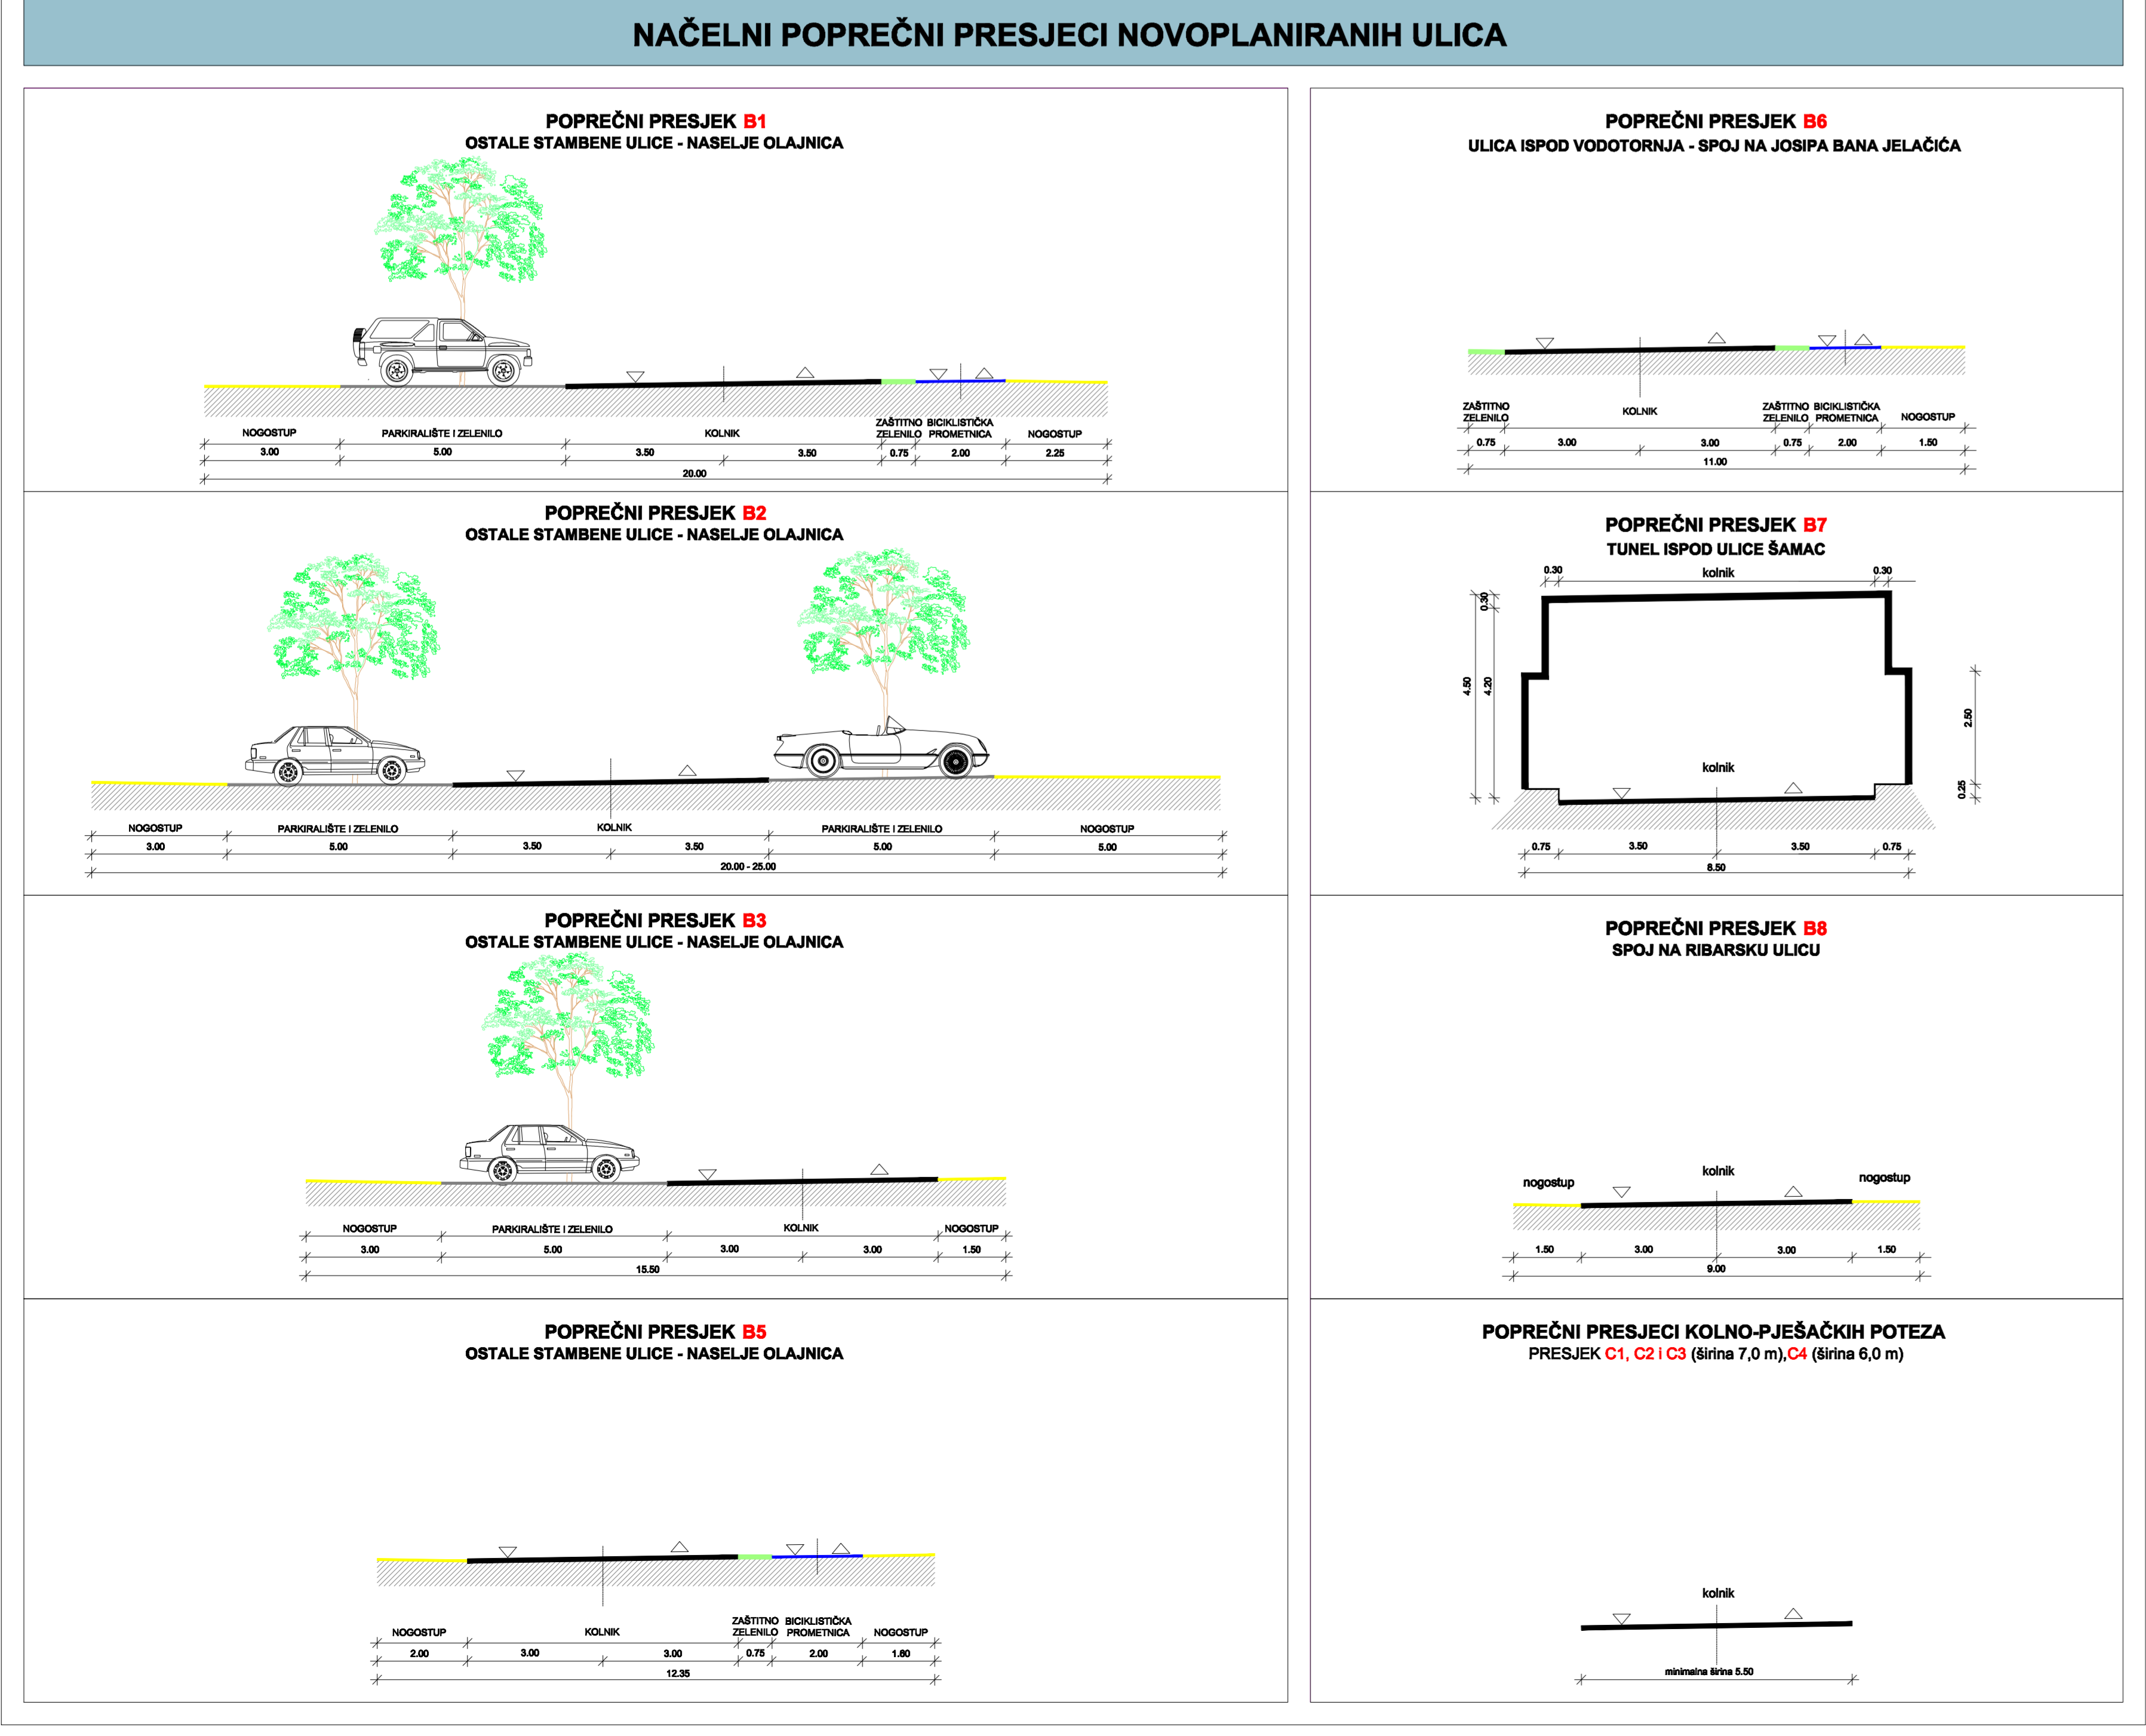 NAČELNI POPREČNI PRESJECI NOVOPLANIRANIH ULICA
POPREČNI PRESJEK B1
OSTALE STAMBENE ULICE - NASELJE OLAJNICA
NOGOSTUP PARKIRALIŠTE I ZELENILO KOLNIK ZAŠTITNO ZELENILO BICIKLISTIČKA PROMETNICA NOGOSTUP
3.00 5.00 3.50 3.50 0.75 2.00 2.25
20.00
POPREČNI PRESJEK B2
OSTALE STAMBENE ULICE - NASELJE OLAJNICA
NOGOSTUP PARKIRALIŠTE I ZELENILO KOLNIK PARKIRALIŠTE I ZELENILO NOGOSTUP
3.00 5.00 3.50 3.50 5.00 5.00
20.00 - 25.00
POPREČNI PRESJEK B3
OSTALE STAMBENE ULICE - NASELJE OLAJNICA
NOGOSTUP PARKIRALIŠTE I ZELENILO KOLNIK NOGOSTUP
3.00 5.00 3.00 3.00 1.50
15.50
POPREČNI PRESJEK B5
OSTALE STAMBENE ULICE - NASELJE OLAJNICA
NOGOSTUP KOLNIK ZAŠTITNO ZELENILO BICIKLISTIČKA PROMETNICA NOGOSTUP
2.00 3.00 3.00 0.75 2.00 1.60
12.35
POPREČNI PRESJEK B6
ULICA ISPOD VODOTORNJA - SPOJ NA JOSIPA BANA JELAČIĆA
ZAŠTITNO ZELENILO KOLNIK ZAŠTITNO ZELENILO BICIKLISTIČKA PROMETNICA NOGOSTUP
0.75 3.00 3.00 0.75 2.00 1.50
11.00
POPREČNI PRESJEK B7
TUNEL ISPOD ULICE ŠAMAC
0.30 kolnik 0.30
0.30
4.50 4.20
2.50
kolnik
0.25
0.75 3.50 3.50 0.75
8.50
POPREČNI PRESJEK B8
SPOJ NA RIBARSKU ULICU
nogostup kolnik nogostup
1.50 3.00 3.00 1.50
9.00
POPREČNI PRESJECI KOLNO-PJEŠAČKIH POTEZA
PRESJEK C1, C2 i C3 (širina 7,0 m),C4 (širina 6,0 m)
kolnik
minimalna širina 5.50